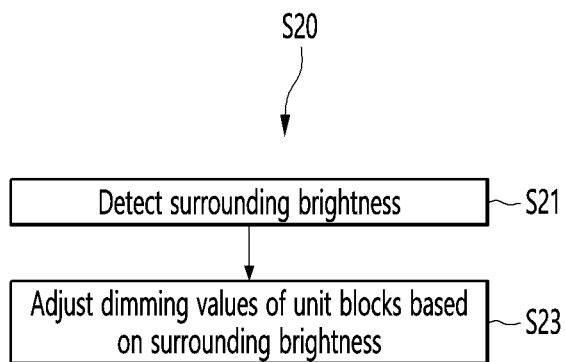 S20
Detect surrounding brightness
S21
Adjust dimming values of unit blocks based
on surrounding brightness
S23